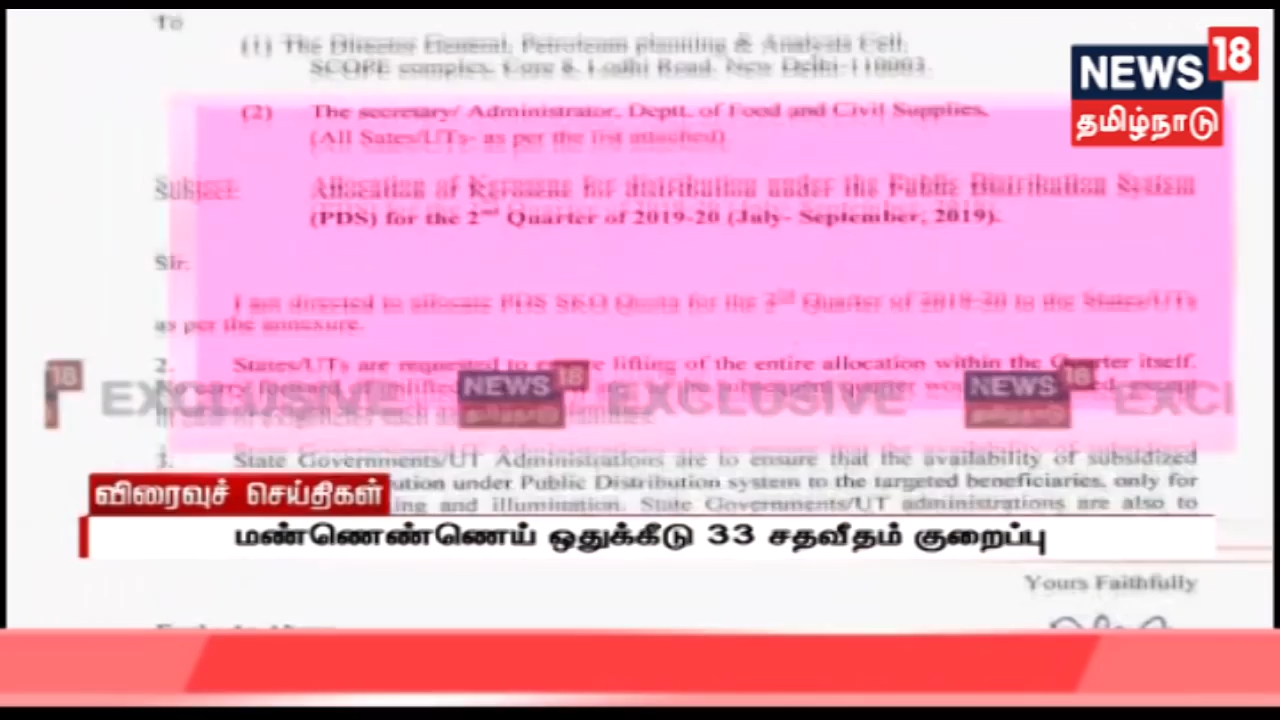 To
(1) The Director General, Petroleum planning & Analysis Cell,
SCOPE complex, Core 8, Lodhi Road, New Delhi-110003.
NEWS 18
தமிழ்நாடு
(2) The secretary/ Administrator, Deptt. of Food and Civil Supplies,
(All Sates/UTs- as per the list attached)
Subject: Allocation of Kerosene for distribution under the Public Distribution System
(PDS) for the 2nd Quarter of 2019-20 (July- September, 2019).
Sir,
I am directed to allocate PDS SKO Quota for the 2nd Quarter of 2019-20 to the States/UTs
as per the annexure.
2. States/UTs are requested to lifting of the entire allocation within the Quarter itself.
18 EXCLUSIVE NEWS 18 EXCLUSIVE NEWS 18 EXCL
தமிழ்நாடு தமிழ்நாடு
3. State Governments/UT Administrations are to ensure that the availability of subsidized
விரைவுச் செய்திகள் ution under Public Distribution system to the targeted beneficiaries, only for
ing and illumination. State Governments/UT administrations are also to
மண்ணெண்ணெய் ஒதுக்கீடு 33 சதவீதம் குறைப்பு
Yours Faithfully